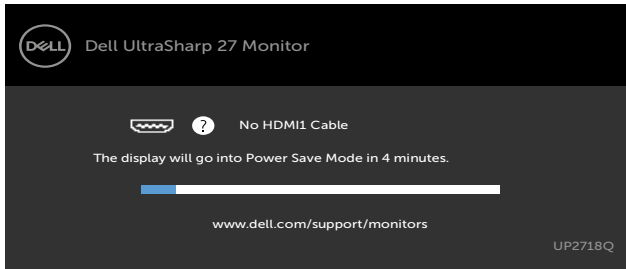 DELL
Dell UltraSharp 27 Monitor
? No HDMI1 Cable
The display will go into Power Save Mode in 4 minutes.
www.dell.com/support/monitors
UP2718Q